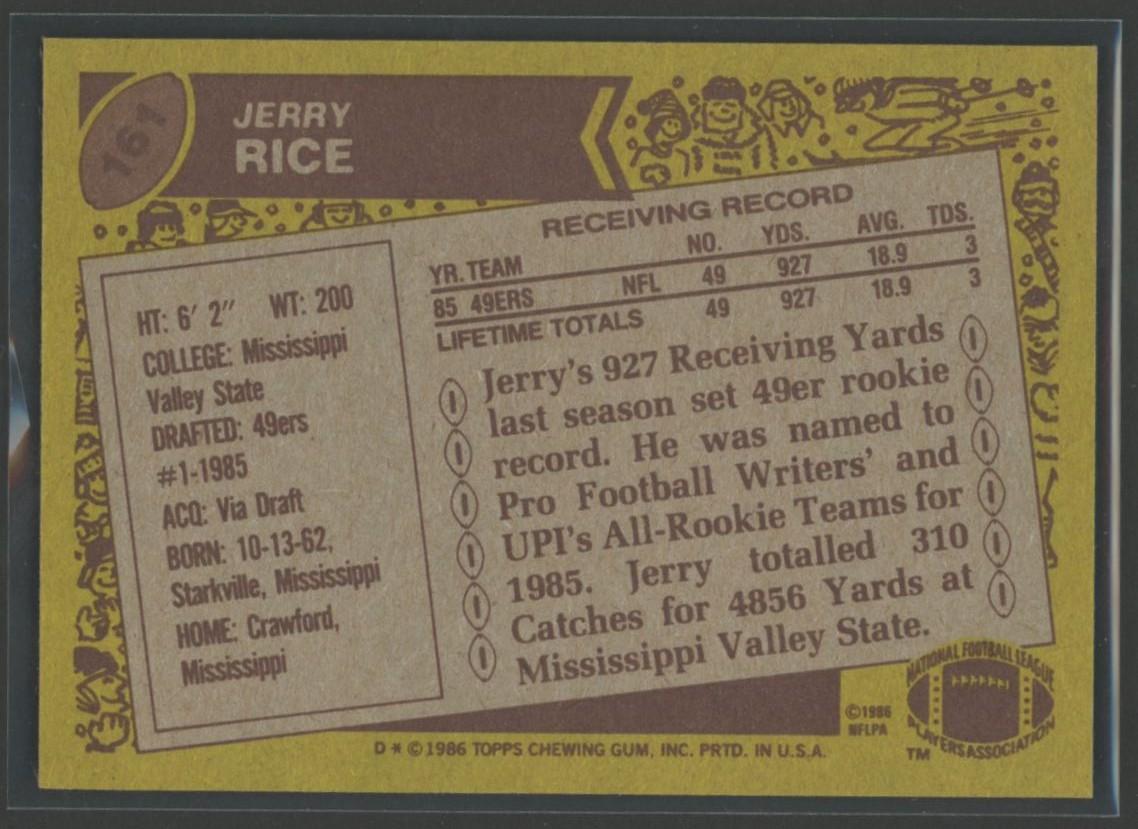 161
JERRY
RICE
HT: 6' 2" WT: 200
COLLEGE: Mississippi
Valley State
DRAFTED: 49ers
#1-1985
ACQ: Via Draft
BORN: 10-13-62,
Starkville, Mississippi
HOME: Crawford,
Mississippi
RECEIVING RECORD
YR. TEAM NO. YDS. AVG. TDS.
85 49ERS NFL 49 927 18.9 3
LIFETIME TOTALS 49 927 18.9 3
Jerry's 927 Receiving Yards
last season set 49er rookie
record. He was named to
Pro Football Writers' and
UPI's All-Rookie Teams for
1985. Jerry totalled 310
Catches for 4856 Yards at
Mississippi Valley State.
©1986
NFLPA
NATIONAL FOOTBALL LEAGUE
PLAYERS ASSOCIATION
TM
D * © 1986 TOPPS CHEWING GUM, INC. PRTD. IN U.S.A.